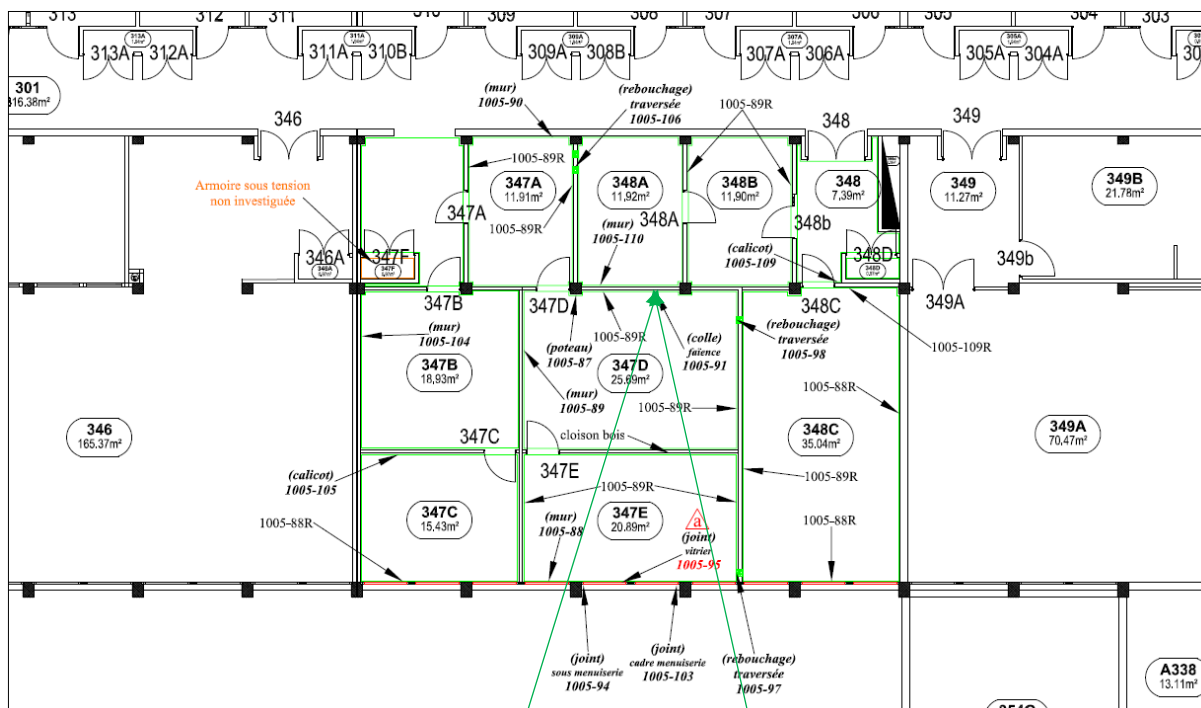 313
312
311
310
309
308
307
306
305
304
303
313A
313A
312A
311A
311A
310B
309A
309A
308B
307A
307A
306A
305A
305A
304A
301
316.38m²
346
(mur)
1005-90
(rebouchage)
traversée
1005-106
1005-89R
348
349
Armoire sous tension
non investiguée
1005-89R
347A
11.91m²
348A
11,92m²
348B
11,90m²
348
7,39m²
349
11.27m²
349B
21,78m²
347A
1005-89R
348A
(mur)
1005-110
348b
346A
347F
347F
(calicot)
1005-109
348D
348D
349b
347B
347D
348C
349A
(mur)
1005-104
1005-89R
(poteau)
1005-87
(colle)
faïence
1005-91
(rebouchage)
traversée
1005-98
1005-109R
347B
18,93m²
347D
25.69m²
(mur)
1005-89
1005-88R
1005-89R
346
165.37m²
347C
cloison bois
348C
35.04m²
349A
70,47m²
(calicot)
1005-105
347E
1005-89R
1005-89R
347C
15,43m²
(mur)
1005-88
347E
20.89m²
a
(joint)
vitrier
1005-95
1005-88R
1005-88R
(joint)
sous menuiserie
1005-94
(joint)
cadre menuiserie
1005-103
(rebouchage)
traversée
1005-97
A338
13.11m²